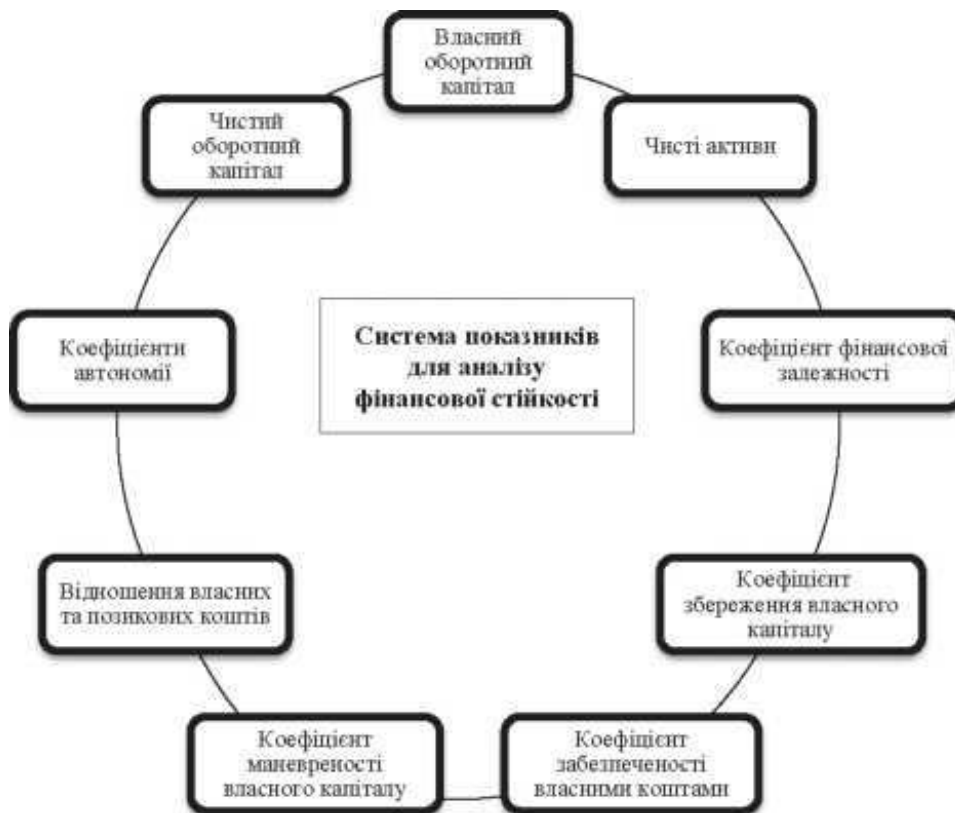 Власний
оборотний
капітал
Чисті активи
Коефіцієнт фінансової
залежності
Коефіцієнт
збереження власного
капіталу
Коефіцієнт
забезпеченості
власними коштами
Коефіцієнт
маневреності
власного капіталу
Відношення власних
та позикових коштів
Коефіцієнти
автономії
Чистий
оборотний
капітал
Система показників
для аналізу
фінансової стійкості